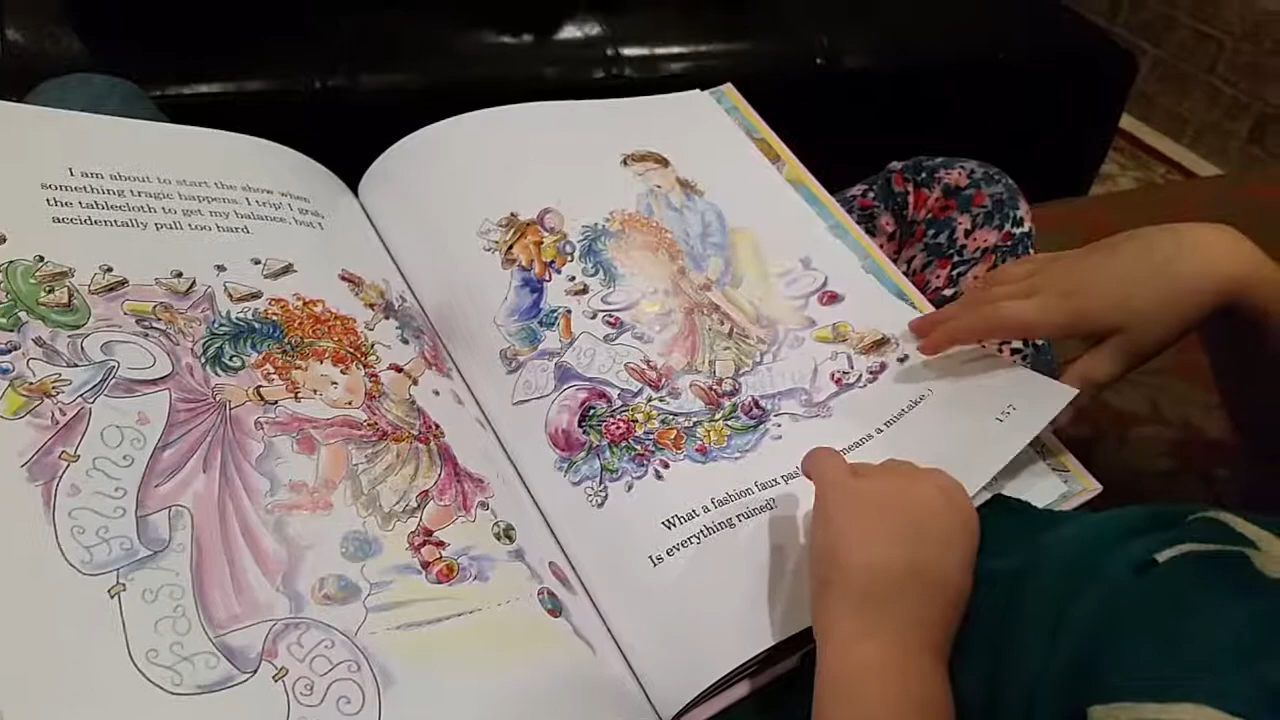 I am about to start the show when
something tragic happens. I trip! I grab
the tablecloth to get my balance, but I
accidentally pull too hard.
What a fashion faux means a mistake.)
Is everything ruined?
157